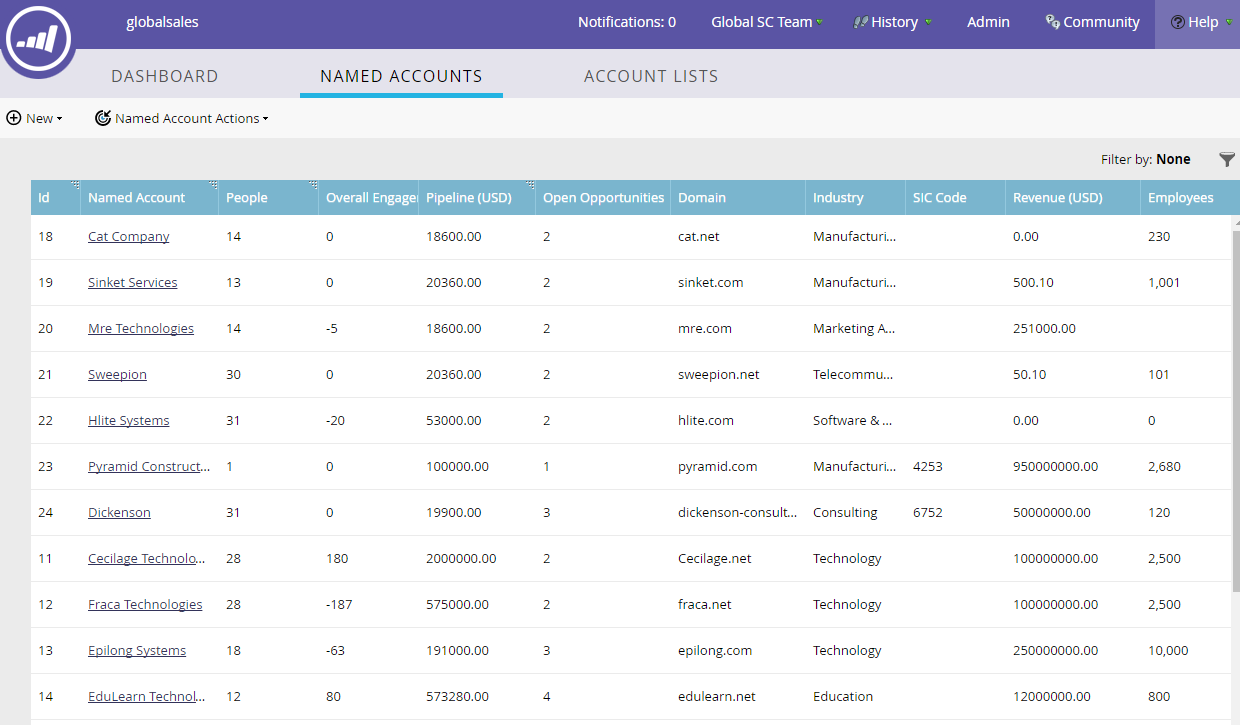 globalsales Notifications: 0 Global SC Team History Admin Community Help
DASHBOARD NAMED ACCOUNTS ACCOUNT LISTS
New Named Account Actions
Filter by: None
Id Named Account People Overall Engager Pipeline (USD) Open Opportunities Domain Industry SIC Code Revenue (USD) Employees
18 Cat Company 14 0 18600.00 2 cat.net Manufacturi... 0.00 230
19 Sinket Services 13 0 20360.00 2 sinket.com Manufacturi... 500.10 1,001
20 Mre Technologies 14 -5 18600.00 2 mre.com Marketing A... 251000.00
21 Sweepion 30 0 20360.00 2 sweepion.net Telecommu... 50.10 101
22 Hlite Systems 31 -20 53000.00 2 hlite.com Software & ... 0.00 0
23 Pyramid Construct... 1 0 100000.00 1 pyramid.com Manufacturi... 4253 950000000.00 2,680
24 Dickenson 31 0 19900.00 3 dickenson-consult... Consulting 6752 50000000.00 120
11 Cecilage Technolo... 28 180 2000000.00 2 Cecilage.net Technology 100000000.00 2,500
12 Fraca Technologies 28 -187 575000.00 2 fraca.net Technology 100000000.00 2,500
13 Epilong Systems 18 -63 191000.00 3 epilong.com Technology 250000000.00 10,000
14 EduLearn Technol... 12 80 573280.00 4 edulearn.net Education 12000000.00 800